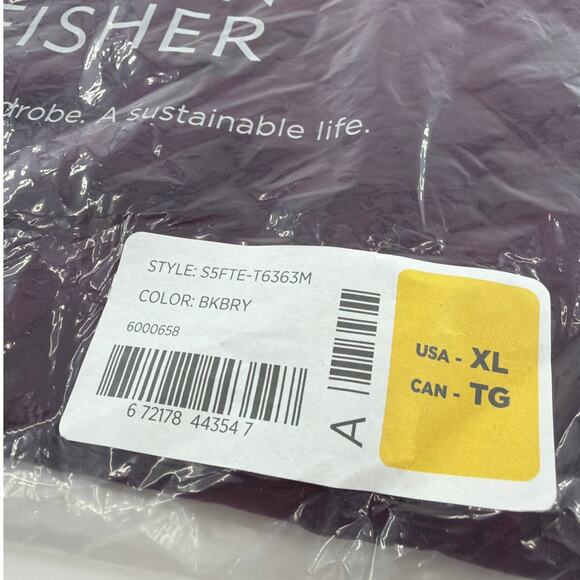 FISHER
drobe. A sustainable life.
STYLE: S5FTE-T6363M
COLOR: BKBRY
6000658
6 72178 44354 7
A
USA - XL
CAN - TG